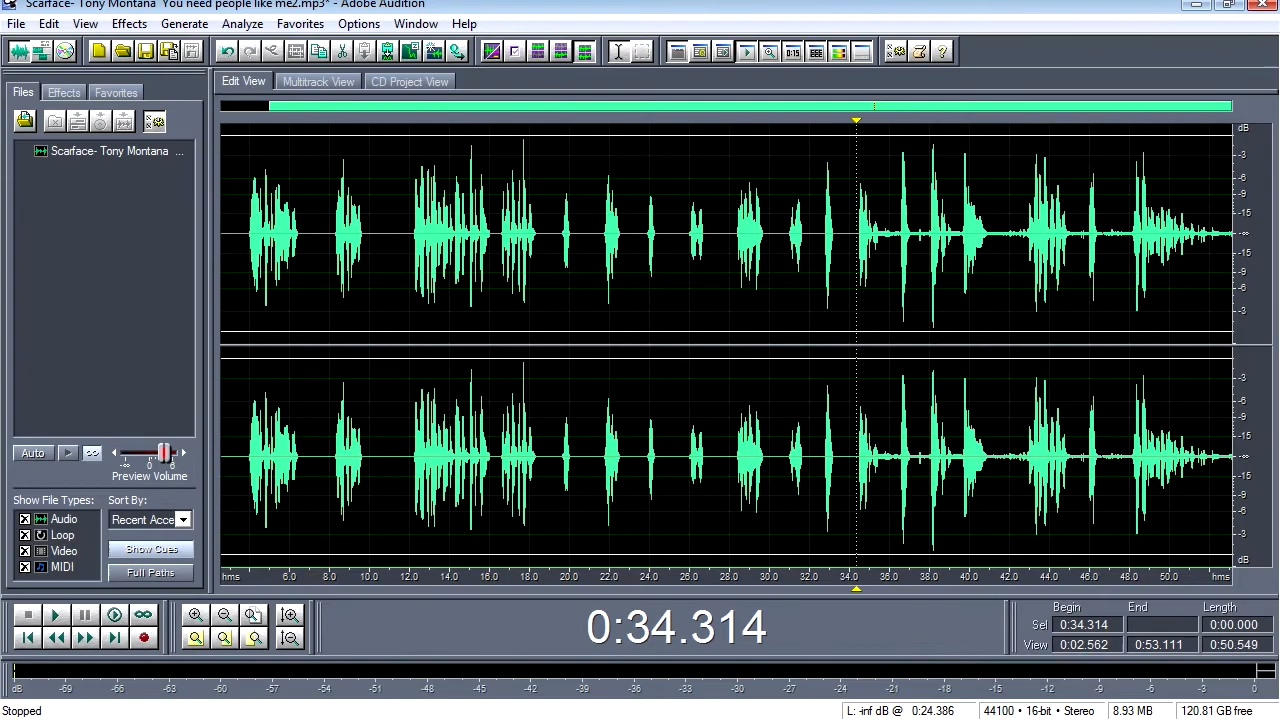 Scarface- Tony Montana You need people like me2.mp3* - Adobe Audition
File Edit View Effects Generate Analyze Favorites Options Window Help
Files Effects Favorites
Edit View Multitrack View CD Project View
Scarface- Tony Montana ...
dB
-3
-6
-9
-15
-∞
-15
-9
-6
-3
-3
-6
-9
-15
-∞
-15
-9
-6
-3
dB
hms 6.0 8.0 10.0 12.0 14.0 16.0 18.0 20.0 22.0 24.0 26.0 28.0 30.0 32.0 34.0 36.0 38.0 40.0 42.0 44.0 46.0 48.0 50.0 hms
Auto
-∞ 0 6
Preview Volume
Show File Types: Sort By:
Audio
Loop
Video
MIDI
Recent Acce
Show Cues
Full Paths
0:34.314
Begin End Length
Sel 0:34.314 0:00.000
View 0:02.562 0:53.111 0:50.549
dB -69 -66 -63 -60 -57 -54 -51 -48 -45 -42 -39 -36 -33 -30 -27 -24 -21 -18 -15 -12 -9 -6 -3 0
Stopped
L: -inf dB @ 0:24.386 44100 • 16-bit • Stereo 8.93 MB 120.81 GB free